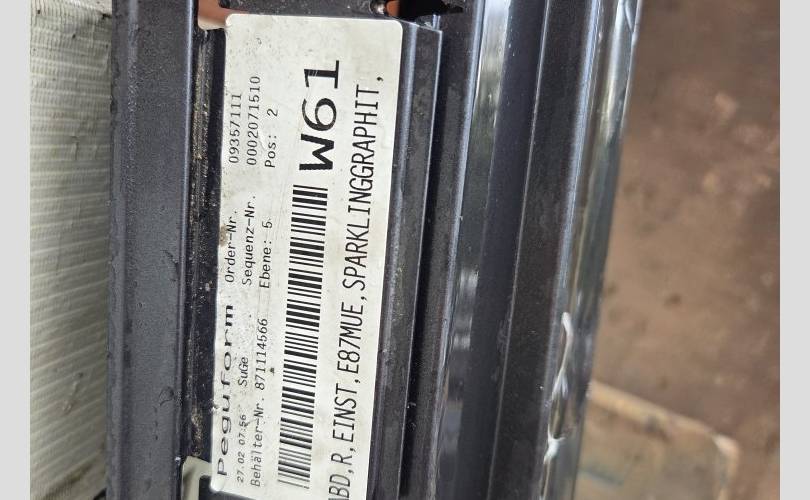 Peguform Order-Nr. 09357111
27.02 07:56 SuGe . Sequenz-Nr. 0002071510
Behälter-Nr. 871114566 Ebene: 5 Pos: 2
W61
ABD,R,EINST,E87MUE,SPARKLINGGRAPHIT,